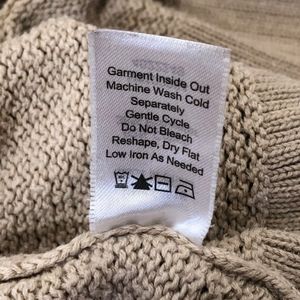 Garment Inside Out
Machine Wash Cold
Separately
Gentle Cycle
Do Not Bleach
Reshape, Dry Flat
Low Iron As Needed